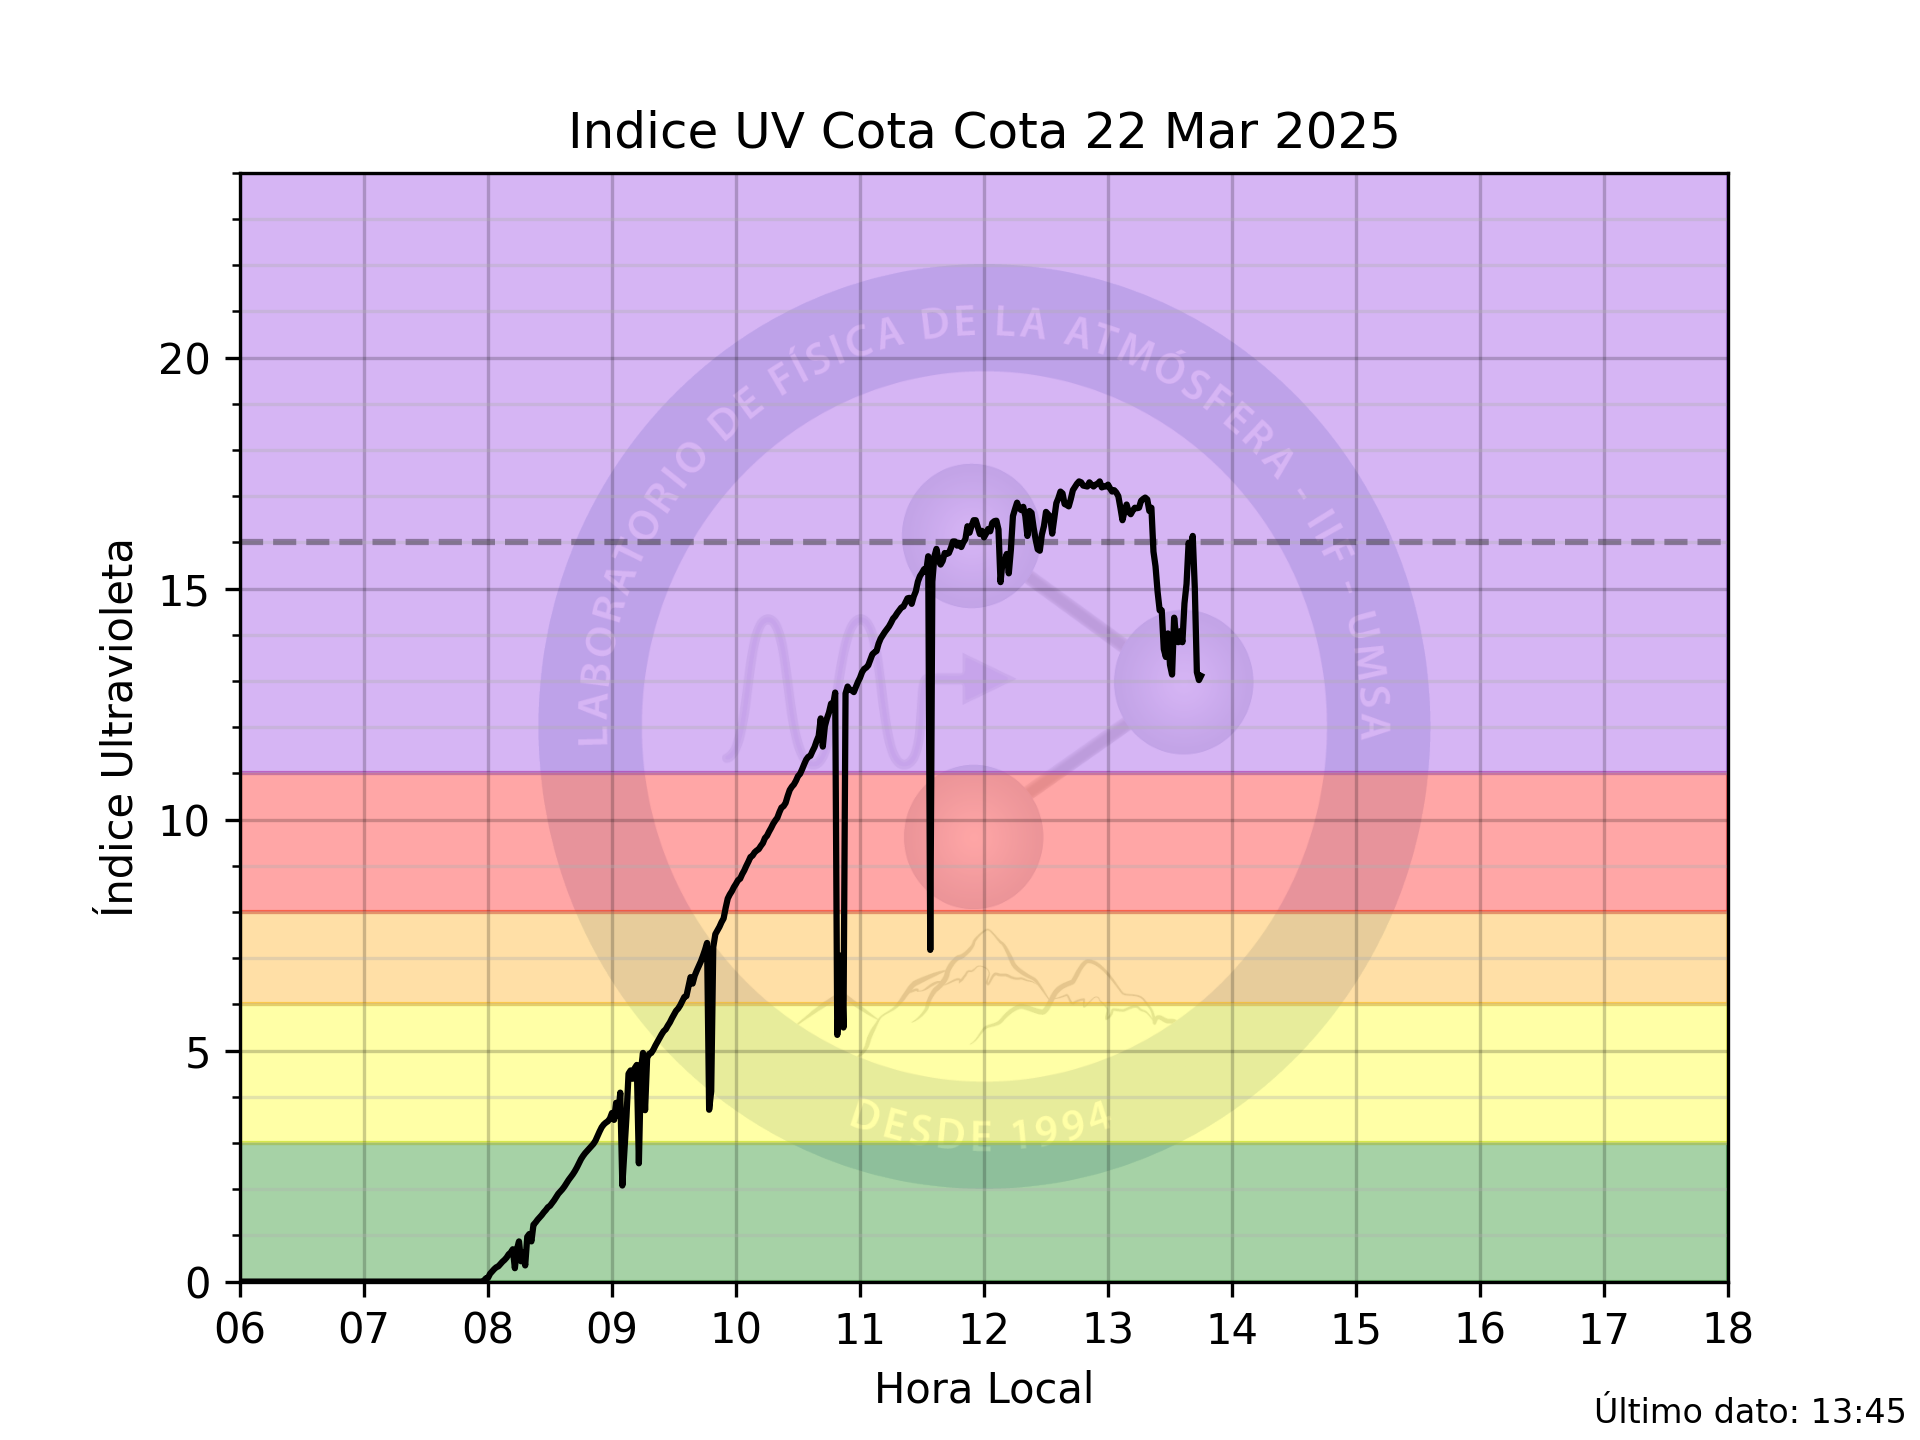 Indice UV Cota Cota 22 Mar 2025
LABORATORIO DE FÍSICA DE LA ATMÓSFERA - IIF - UMSA
DESDE 1994
Índice Ultravioleta
20
15
10
5
0
06 07 08 09 10 11 12 13 14 15 16 17 18
Hora Local
Último dato: 13:45